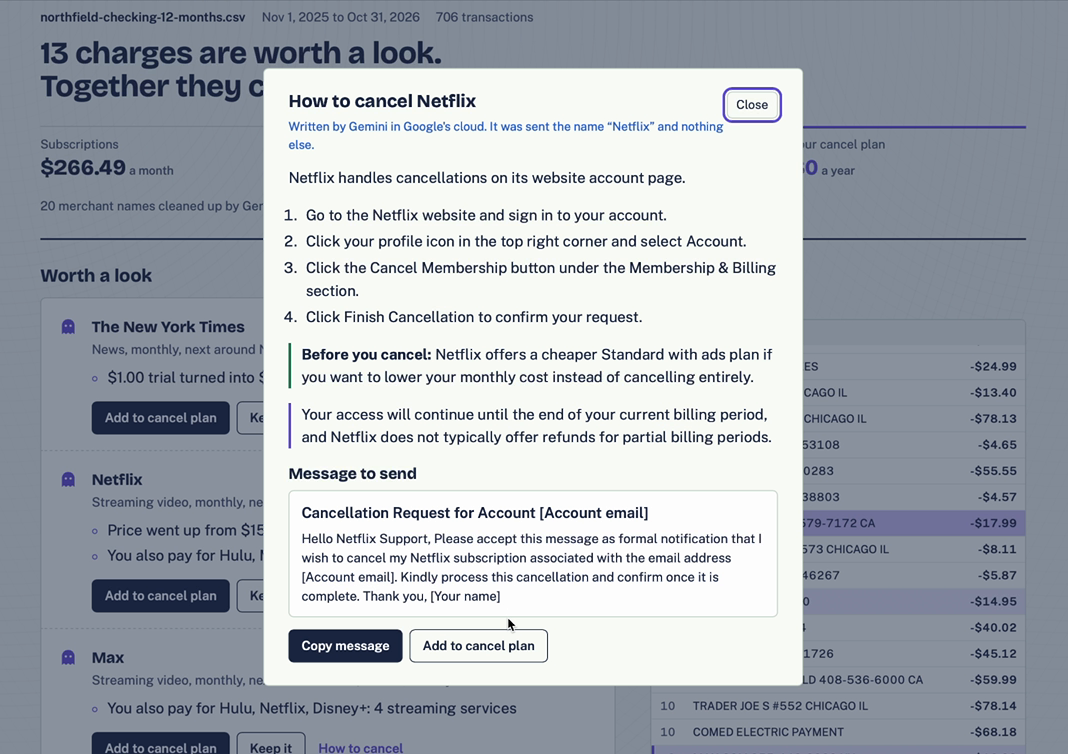 northfield-checking-12-months.csv Nov 1, 2025 to Oct 31, 2026 706 transactions
13 charges are worth a look.
Together they c
Subscriptions
$266.49 a month
20 merchant names cleaned up by Ger
our cancel plan
0 a year
How to cancel Netflix
Close
Written by Gemini in Google's cloud. It was sent the name “Netflix” and nothing
else.
Netflix handles cancellations on its website account page.
1. Go to the Netflix website and sign in to your account.
2. Click your profile icon in the top right corner and select Account.
3. Click the Cancel Membership button under the Membership & Billing
section.
4. Click Finish Cancellation to confirm your request.
Before you cancel: Netflix offers a cheaper Standard with ads plan if
you want to lower your monthly cost instead of cancelling entirely.
Your access will continue until the end of your current billing period,
and Netflix does not typically offer refunds for partial billing periods.
Message to send
Cancellation Request for Account [Account email]
Hello Netflix Support, Please accept this message as formal notification that I
wish to cancel my Netflix subscription associated with the email address
[Account email]. Kindly process this cancellation and confirm once it is
complete. Thank you, [Your name]
Copy message
Add to cancel plan
Worth a look
The New York Times
News, monthly, next around N
$1.00 trial turned into $
Add to cancel plan Ke
Netflix
Streaming video, monthly, ne
Price went up from $15
You also pay for Hulu, M
Add to cancel plan Ke
Max
Streaming video, monthly, ne
You also pay for Hulu, Netflix, Disney+: 4 streaming services
Add to cancel plan Keep it How to cancel
ES -$24.99
CAGO IL -$13.40
CHICAGO IL -$78.13
53108 -$4.65
0283 -$55.55
38803 -$4.57
579-7172 CA -$17.99
573 CHICAGO IL -$8.11
46267 -$5.87
0 -$14.95
4 -$40.02
1726 -$45.12
LD 408-536-6000 CA -$59.99
10 TRADER JOE S #552 CHICAGO IL -$78.14
10 COMED ELECTRIC PAYMENT -$68.18